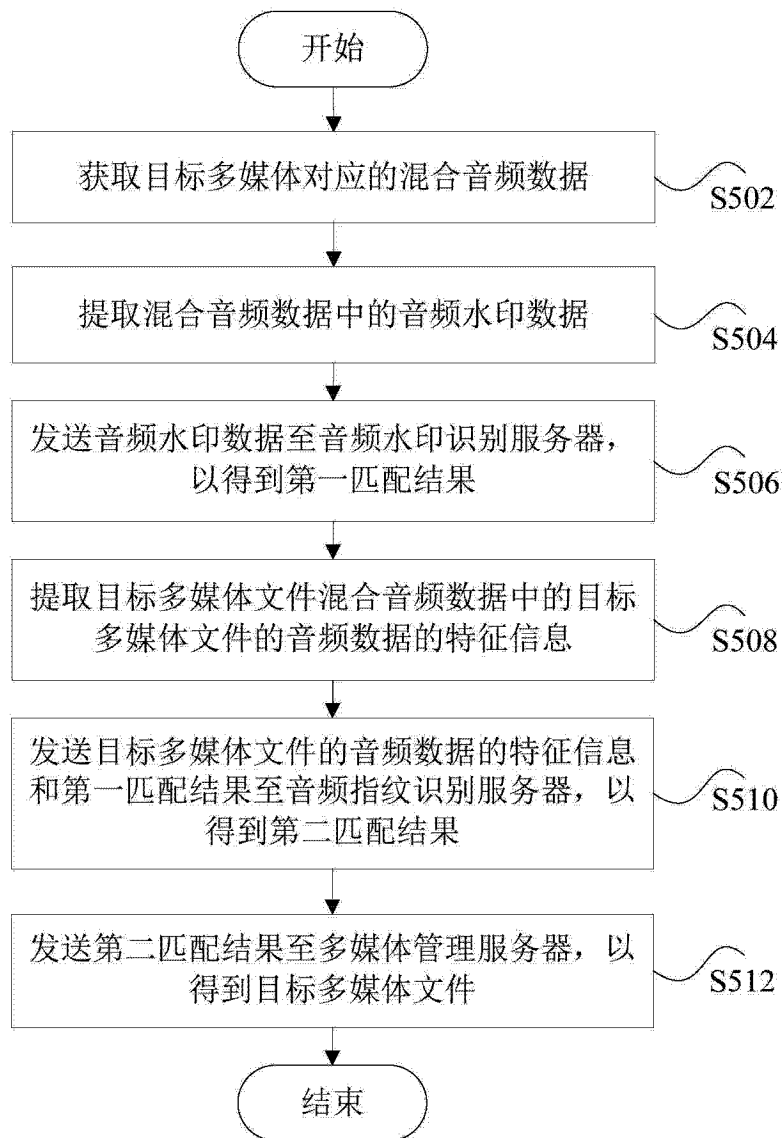 开始
获取目标多媒体对应的混合音频数据
S502
提取混合音频数据中的音频水印数据
S504
发送音频水印数据至音频水印识别服务器，
以得到第一匹配结果
S506
提取目标多媒体文件混合音频数据中的目标
多媒体文件的音频数据的特征信息
S508
发送目标多媒体文件的音频数据的特征信息
和第一匹配结果至音频指纹识别服务器，以
得到第二匹配结果
S510
发送第二匹配结果至多媒体管理服务器，以
得到目标多媒体文件
S512
结束